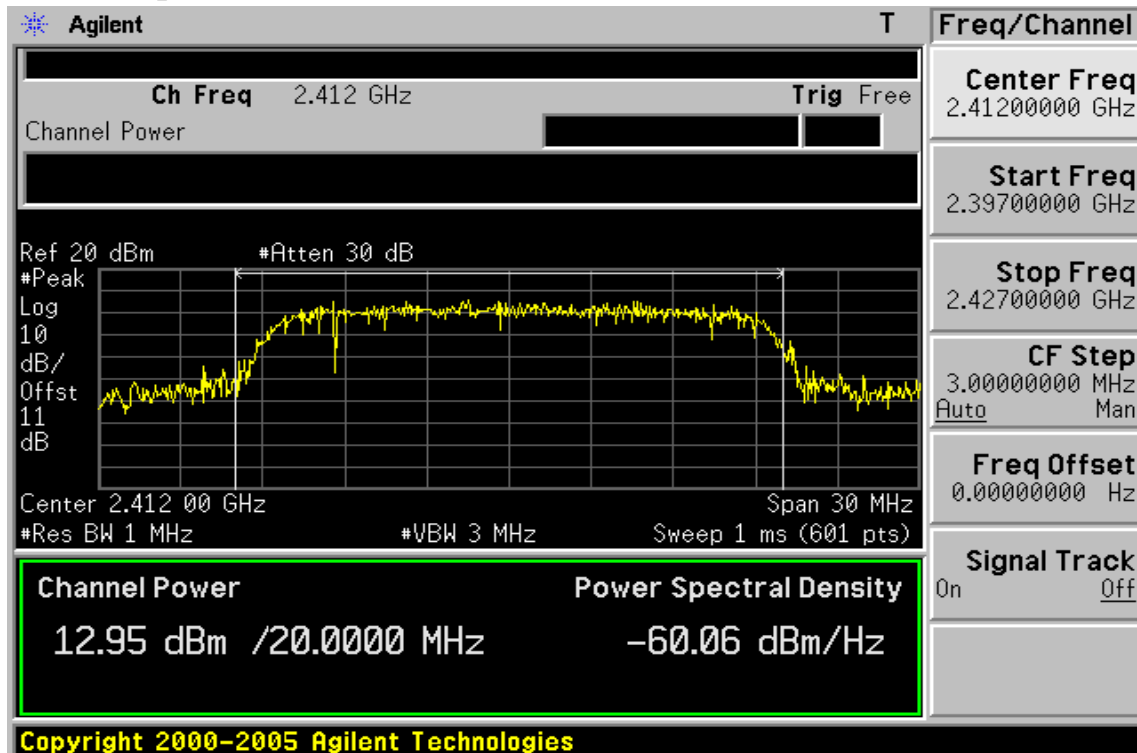 Agilent T
Freq/Channel
Ch Freq 2.412 GHz Trig Free
Channel Power
Ref 20 dBm #Atten 30 dB
#Peak
Log
10
dB/
Offst
11
dB
Center 2.412 00 GHz Span 30 MHz
#Res BW 1 MHz #VBW 3 MHz Sweep 1 ms (601 pts)
Channel Power Power Spectral Density
12.95 dBm /20.0000 MHz -60.06 dBm/Hz
Center Freq
2.41200000 GHz
Start Freq
2.39700000 GHz
Stop Freq
2.42700000 GHz
CF Step
3.00000000 MHz
Auto Man
Freq Offset
0.00000000 Hz
Signal Track
On Off
Copyright 2000-2005 Agilent Technologies